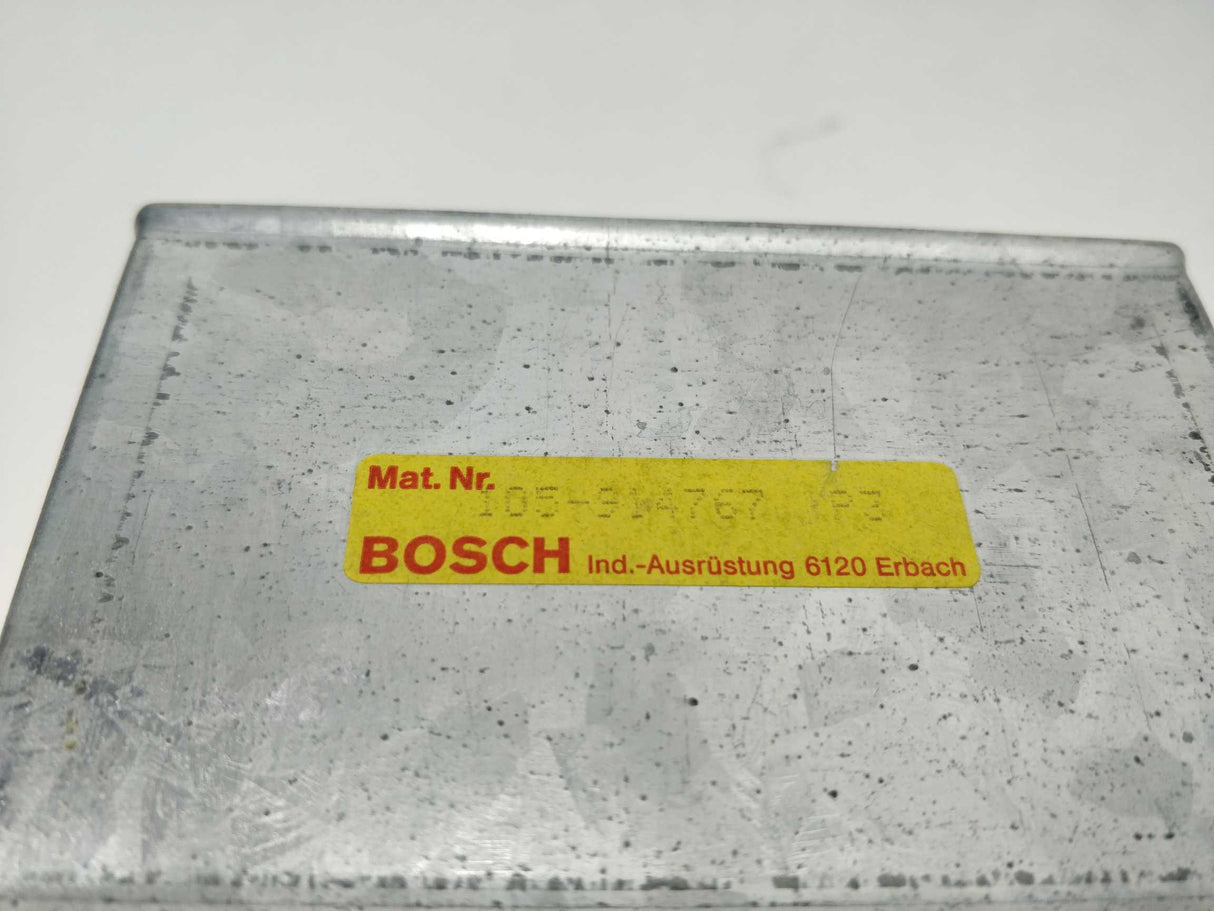 Mat. Nr.
BOSCH Ind.-Ausrüstung 6120 Erbach